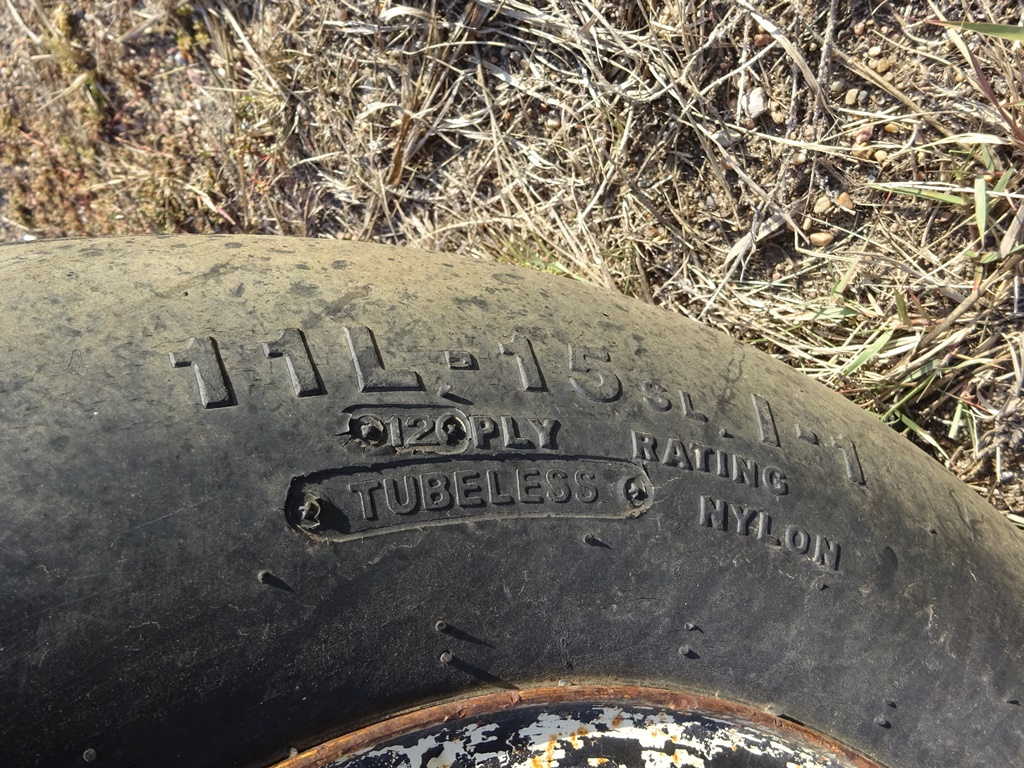 11L-15 SL. I-1
12 PLY RATING
TUBELESS NYLON